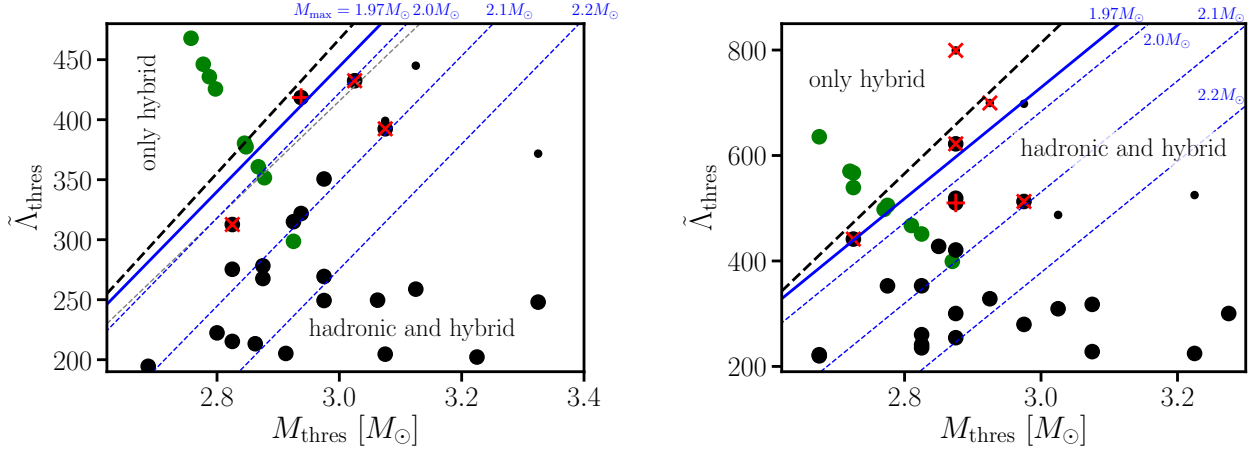 M_max = 1.97M_⊙ 2.0M_⊙ 2.1M_⊙ 2.2M_⊙
450
400
350
300
250
200
Λ̃_thres
only hybrid
hadronic and hybrid
2.8 3.0 3.2 3.4
M_thres [M_⊙]
1.97M_⊙ 2.1M_⊙
2.0M_⊙
2.2M_⊙
800
600
400
200
Λ̃_thres
only hybrid
hadronic and hybrid
2.8 3.0 3.2
M_thres [M_⊙]